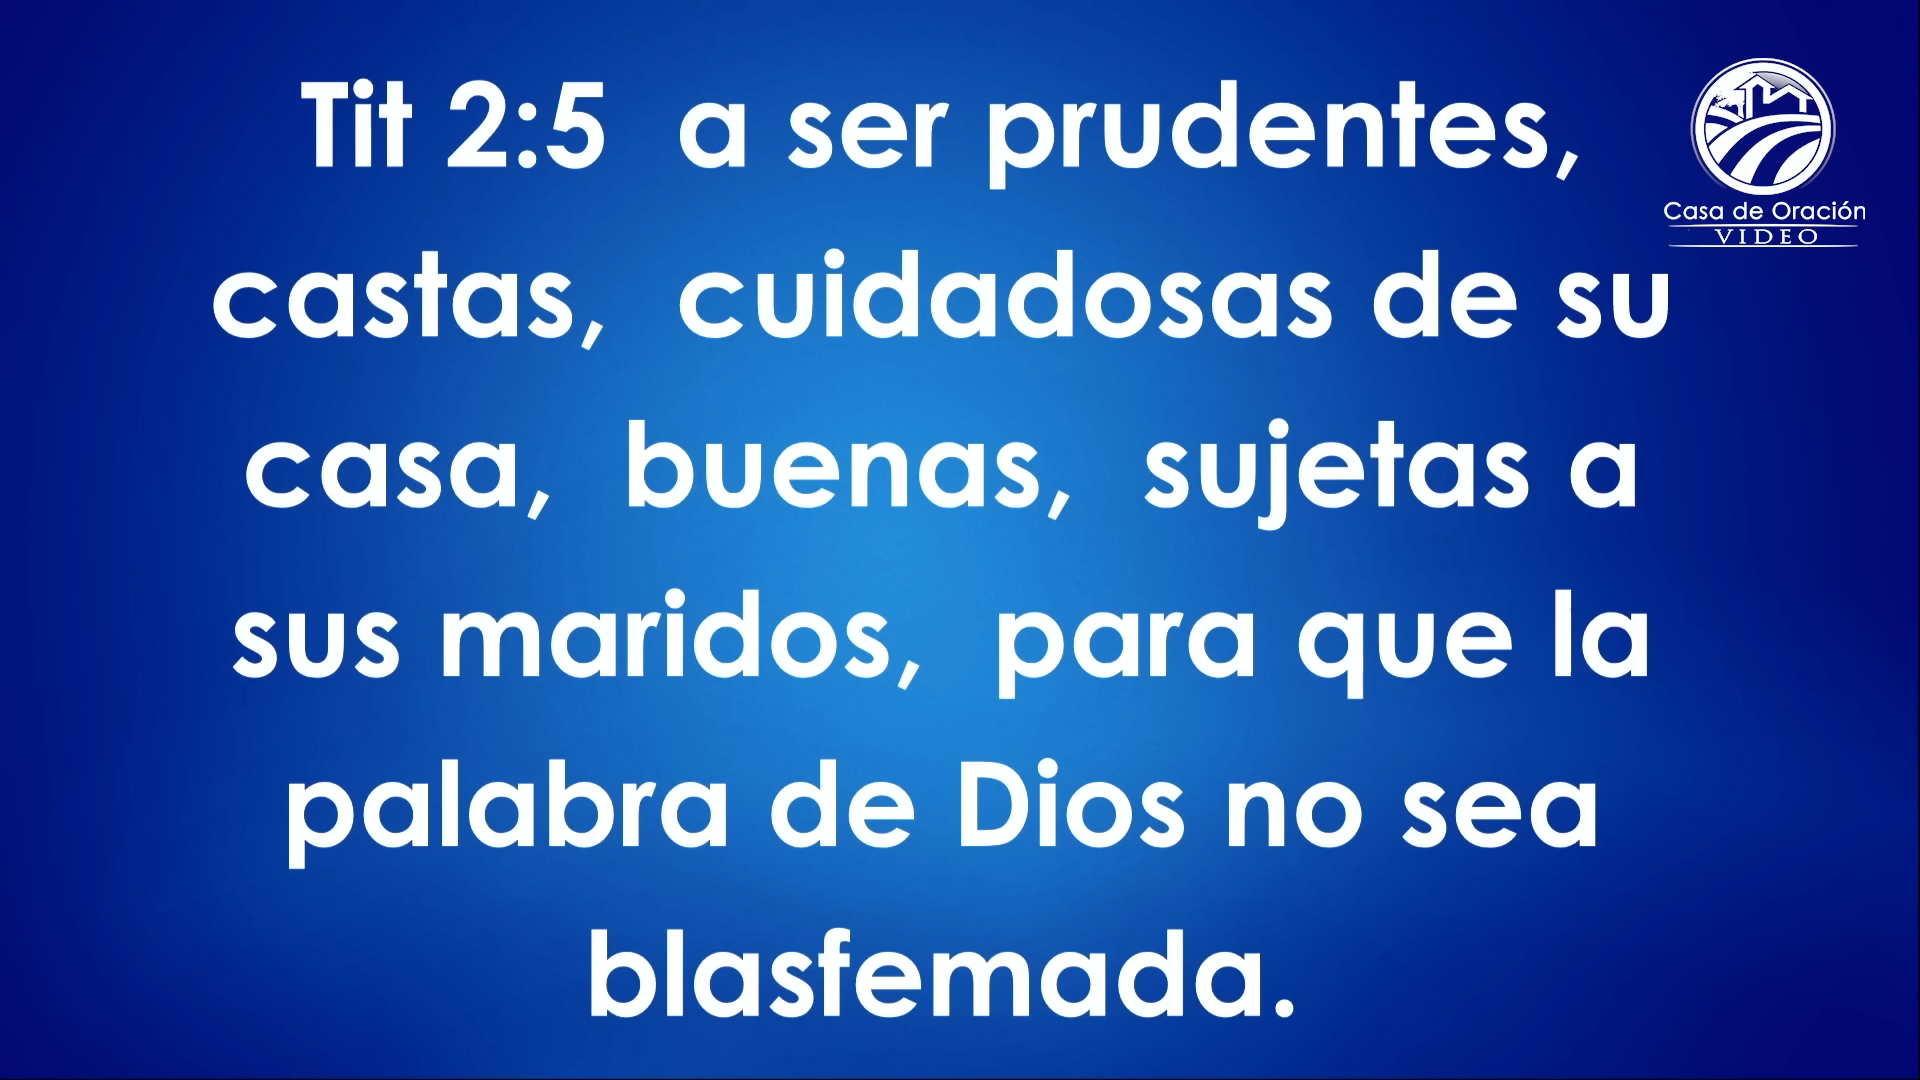 Tit 2:5 a ser prudentes,
castas, cuidadosas de su
casa, buenas, sujetas a
sus maridos, para que la
palabra de Dios no sea
blasfemada.
Casa de Oración
VIDEO